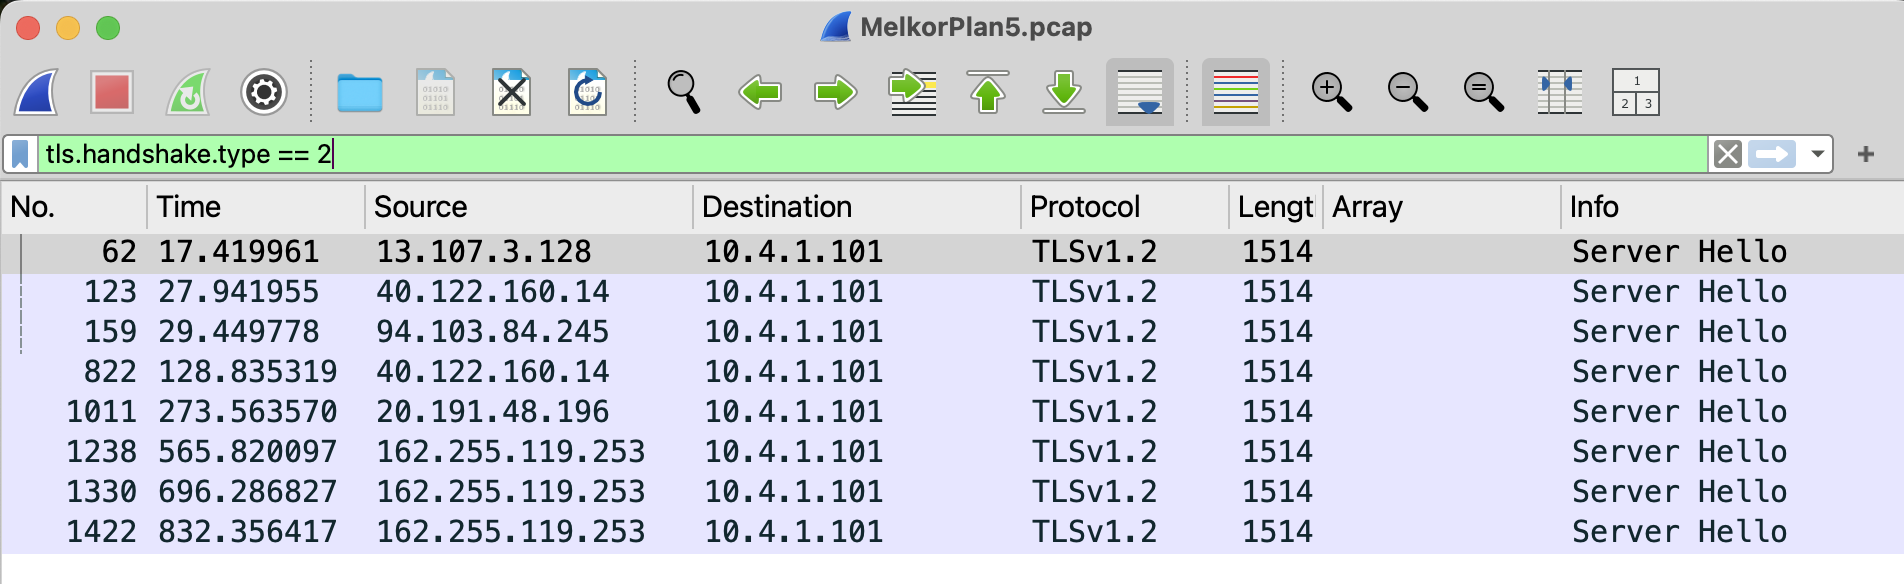 MelkorPlan5.pcap
tls.handshake.type == 2
No. Time Source Destination Protocol Lengt Array Info
62 17.419961 13.107.3.128 10.4.1.101 TLSv1.2 1514 Server Hello
123 27.941955 40.122.160.14 10.4.1.101 TLSv1.2 1514 Server Hello
159 29.449778 94.103.84.245 10.4.1.101 TLSv1.2 1514 Server Hello
822 128.835319 40.122.160.14 10.4.1.101 TLSv1.2 1514 Server Hello
1011 273.563570 20.191.48.196 10.4.1.101 TLSv1.2 1514 Server Hello
1238 565.820097 162.255.119.253 10.4.1.101 TLSv1.2 1514 Server Hello
1330 696.286827 162.255.119.253 10.4.1.101 TLSv1.2 1514 Server Hello
1422 832.356417 162.255.119.253 10.4.1.101 TLSv1.2 1514 Server Hello